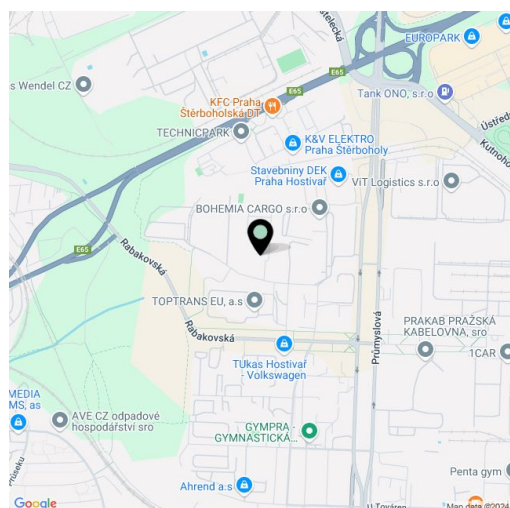 stelecká
EUROPARK
E65
us Wendel CZ
KFC Praha
Štěrboholská DT
Tank ONO, s.r.o
TECHNICPARK
K&V ELEKTRO
Praha Štěrboholy
Ústředn
Kutnoho
Stavebniny DEK
Praha Hostivař
ViT Logistics s.r.o
BOHEMIA CARGO s.r.o
E65
E65
Rabakovská
TOPTRANS EU, a.s
Průmyslová
Rabakovská
PRAKAB PRAŽSKÁ
KABELOVNA, sro
1CAR
TUkas Hostivař
- Volkswagen
MEDIA
MS, as
AVE CZ odpadové
hospodářství sro
GYMPRA -
GYMNASTICKÁ...
Průseku
Penta gym
Ahrend a.s
U Továren
Google
Map data ©2024